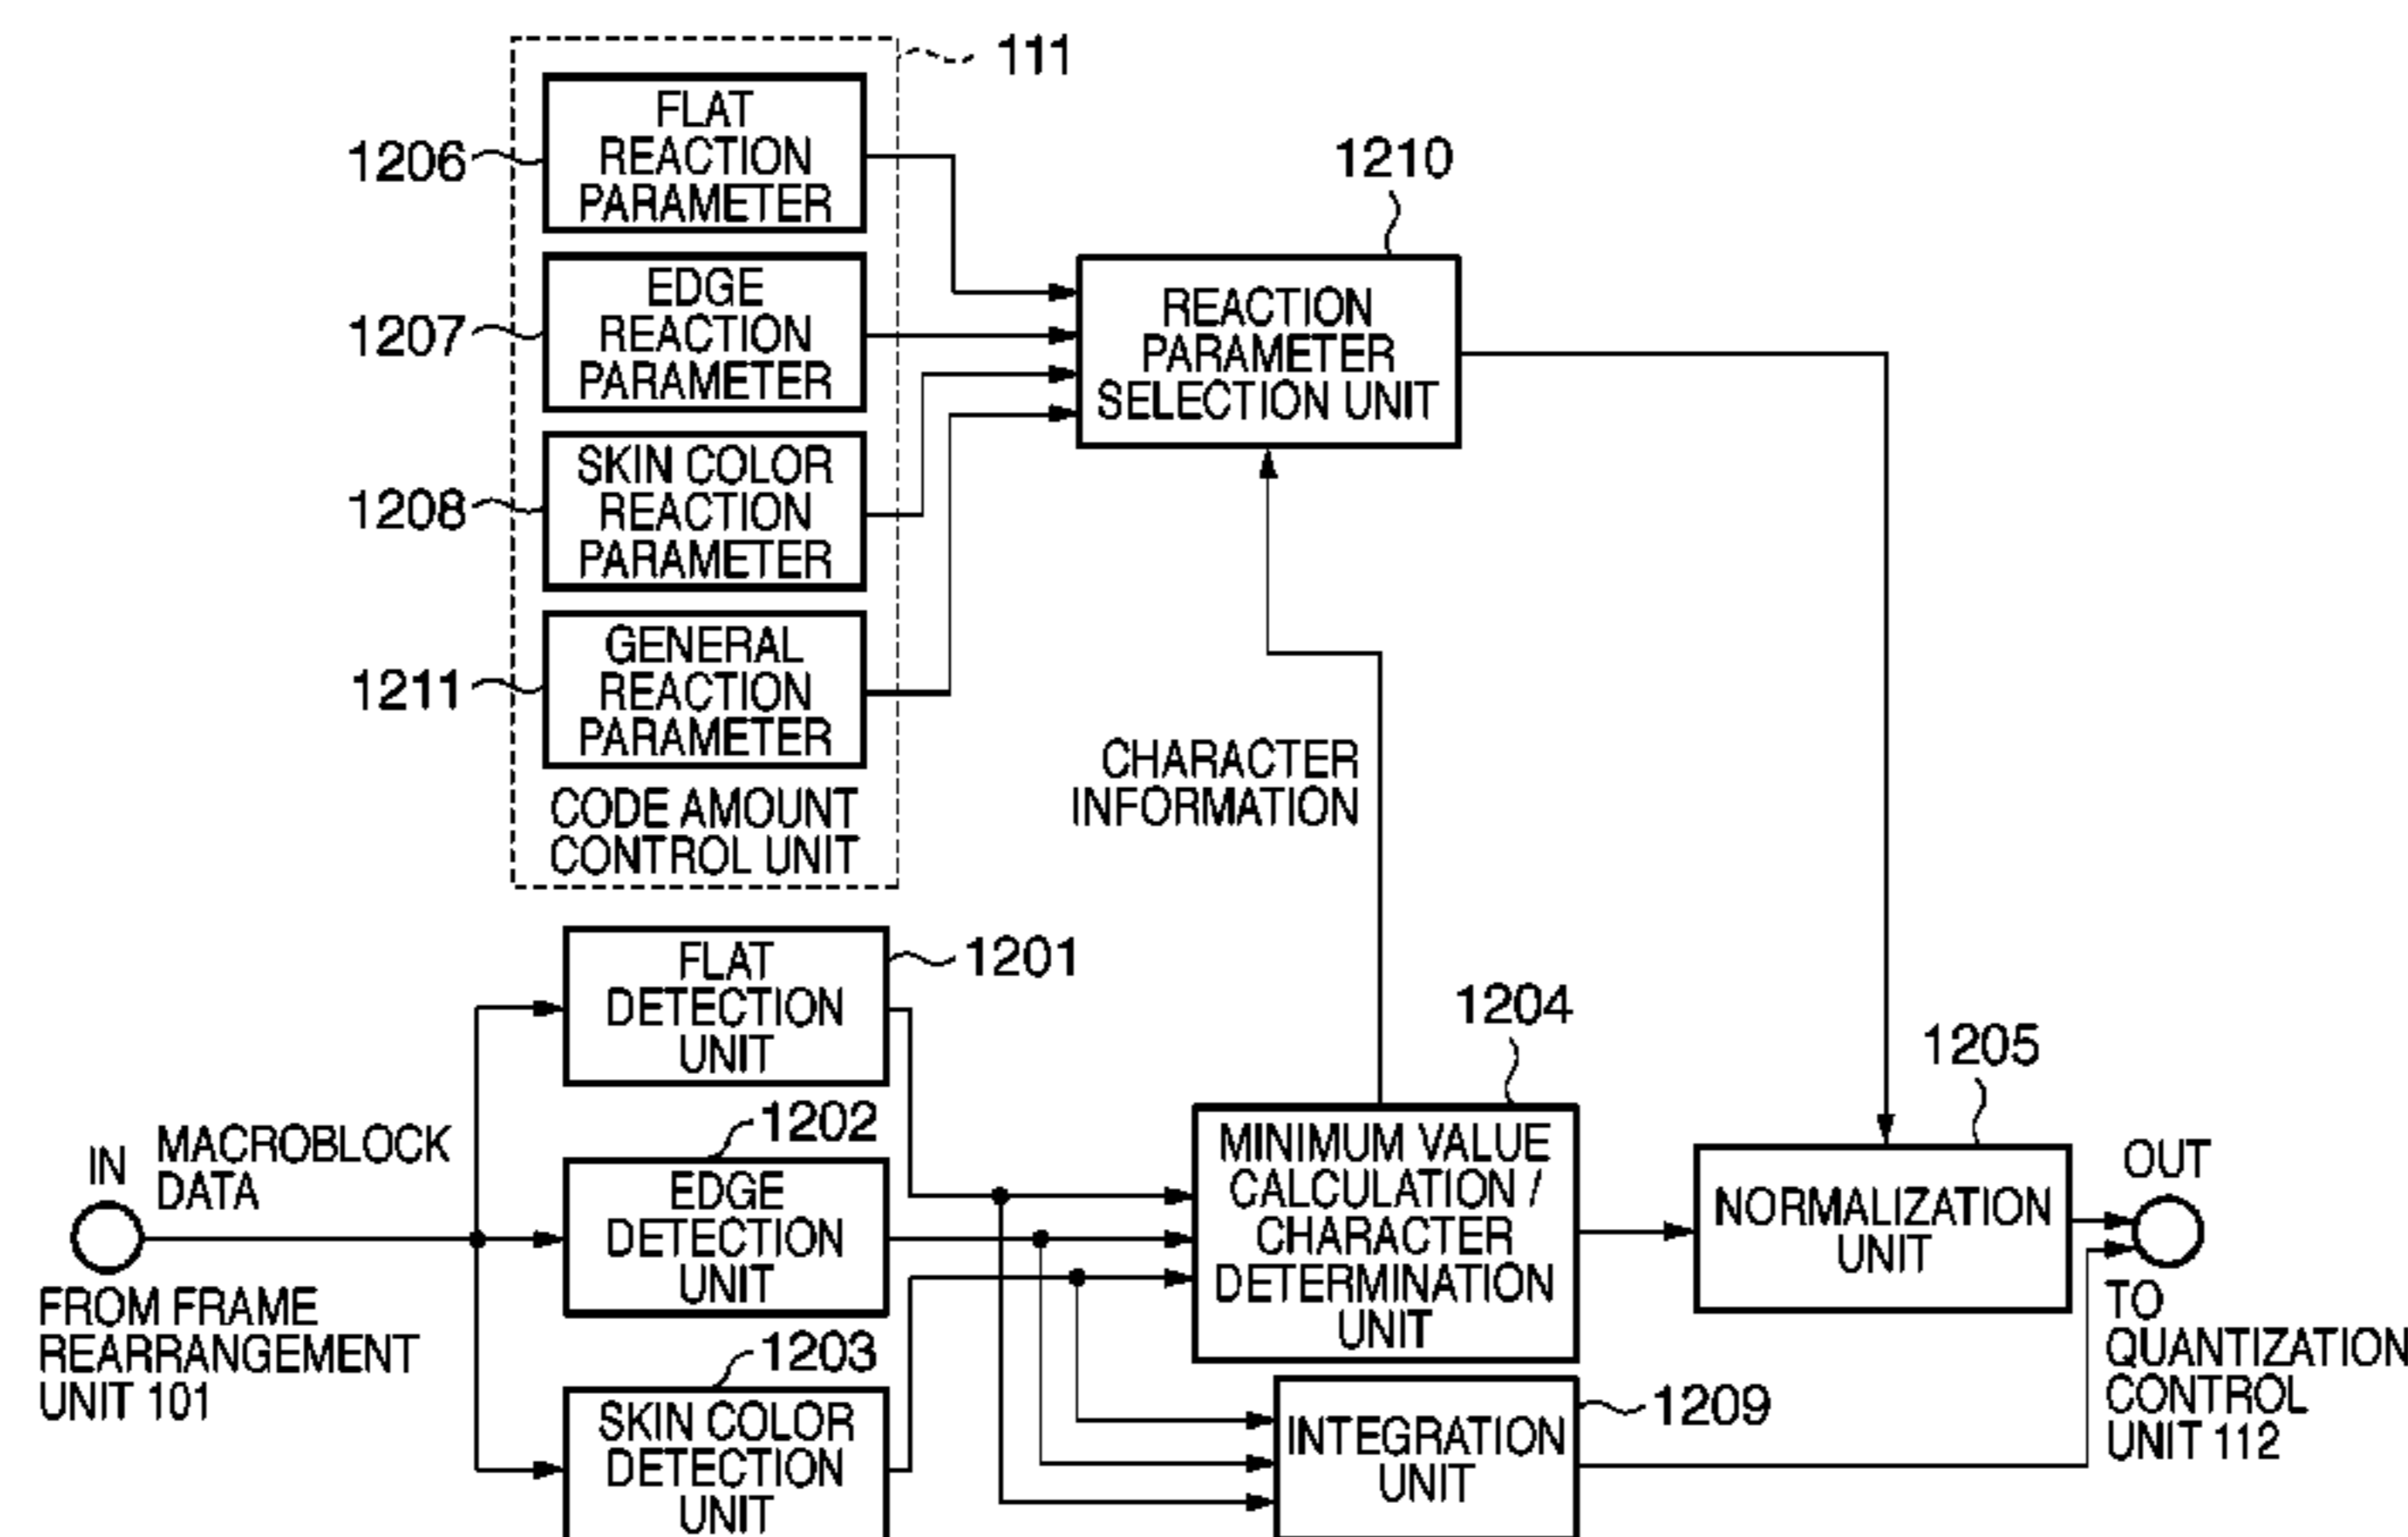 111
FLAT
REACTION
PARAMETER
1206
EDGE
REACTION
PARAMETER
1207
SKIN COLOR
REACTION
PARAMETER
1208
GENERAL
REACTION
PARAMETER
1211
CODE AMOUNT
CONTROL UNIT
1210
REACTION
PARAMETER
SELECTION UNIT
CHARACTER
INFORMATION
FLAT
DETECTION
UNIT
1201
IN
MACROBLOCK
DATA
FROM FRAME
REARRANGEMENT
UNIT 101
1202
EDGE
DETECTION
UNIT
1203
SKIN COLOR
DETECTION
UNIT
1204
MINIMUM VALUE
CALCULATION /
CHARACTER
DETERMINATION
UNIT
1205
NORMALIZATION
UNIT
1209
INTEGRATION
UNIT
OUT
TO
QUANTIZATION
CONTROL
UNIT 112